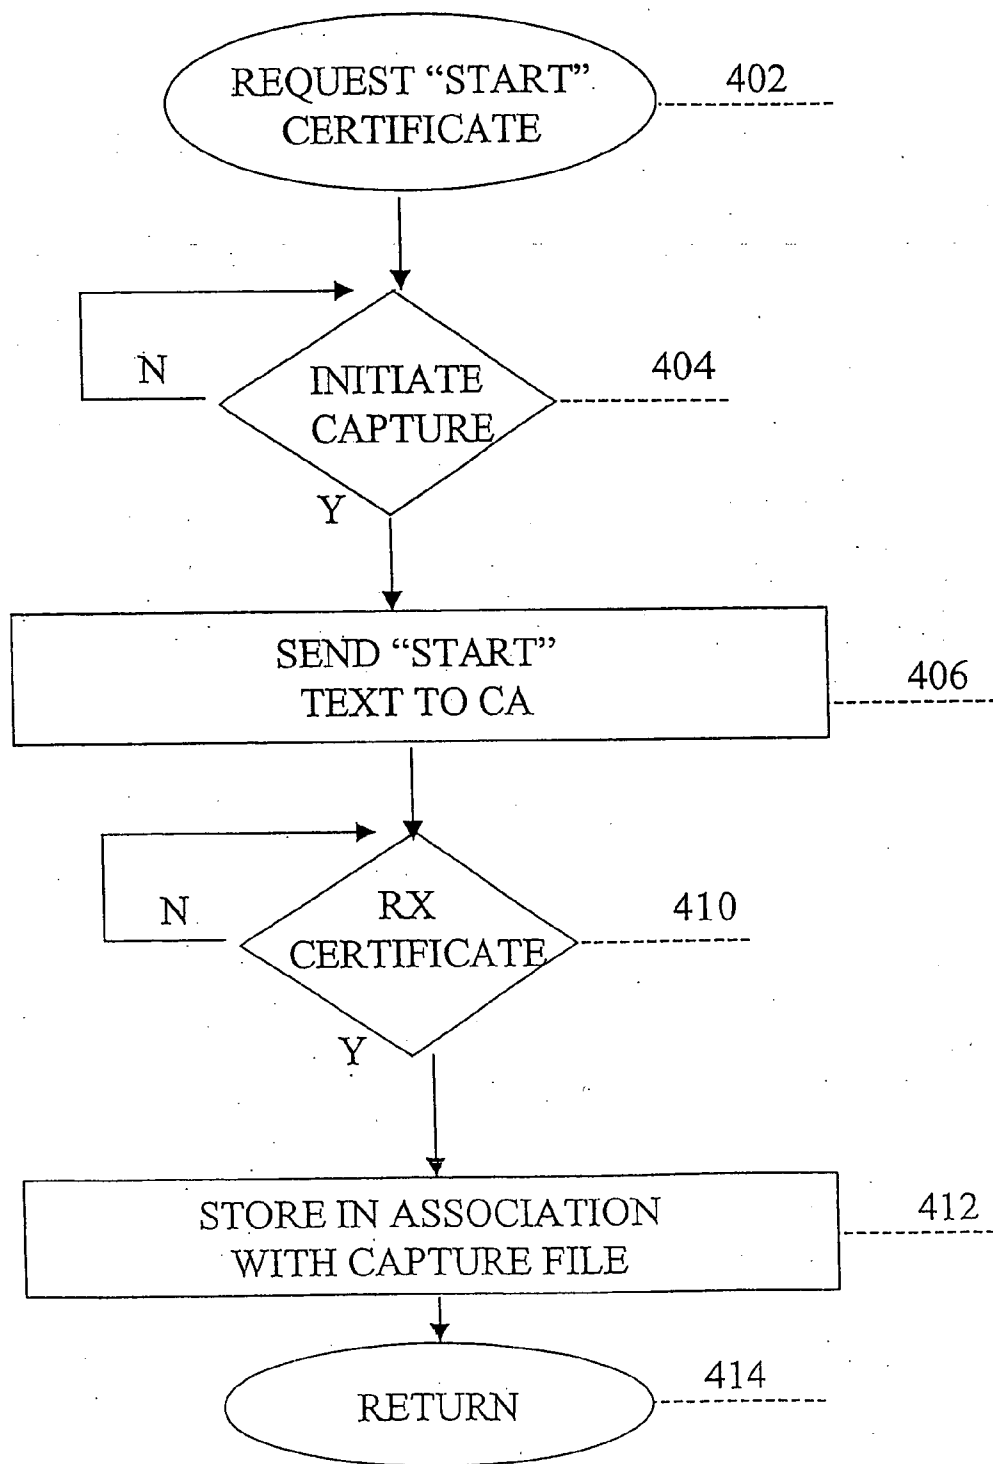 REQUEST “START”
CERTIFICATE
402
N
INITIATE
CAPTURE
404
Y
SEND “START”
TEXT TO CA
406
N
RX
CERTIFICATE
410
Y
STORE IN ASSOCIATION
WITH CAPTURE FILE
412
RETURN
414